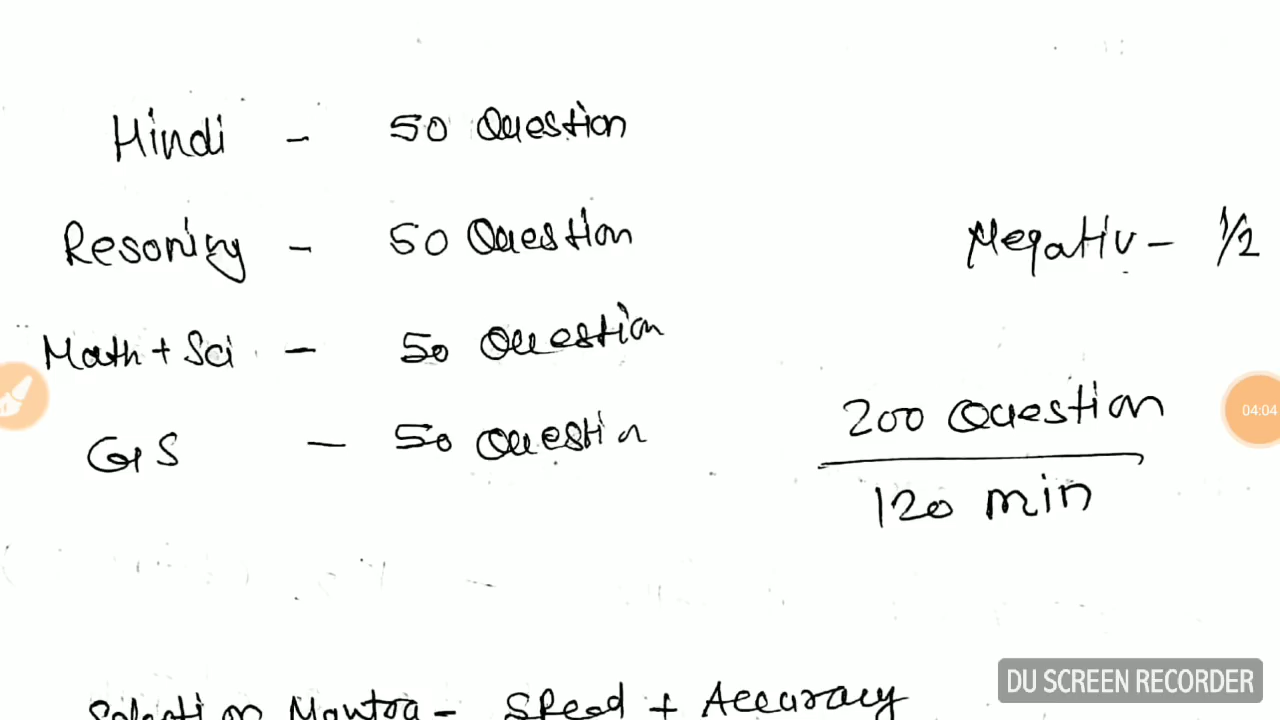 Hindi - 50 Question
Resoning - 50 Question
Negativ - 1/2
Math + Sci - 50 Question
GS - 50 Question
200 Question
120 min
Selection Mantra - Speed + Accuracy
04:04
DU SCREEN RECORDER